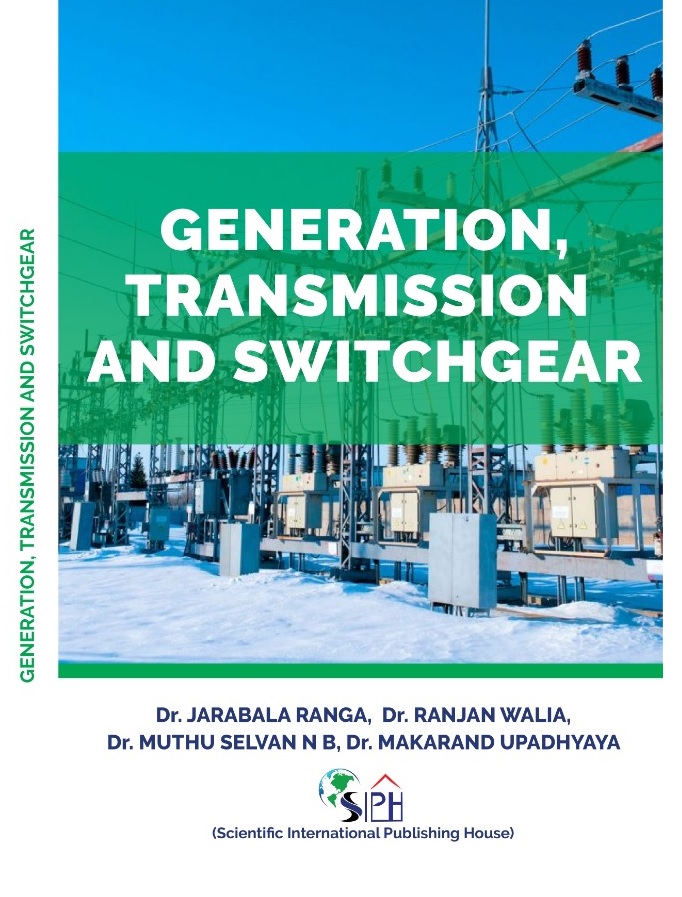 GENERATION, TRANSMISSION AND SWITCHGEAR
GENERATION,
TRANSMISSION
AND SWITCHGEAR
Dr. JARABALA RANGA,  Dr. RANJAN WALIA,
Dr. MUTHU SELVAN N B, Dr. MAKARAND UPADHYAYA
SIPH
(Scientific International Publishing House)